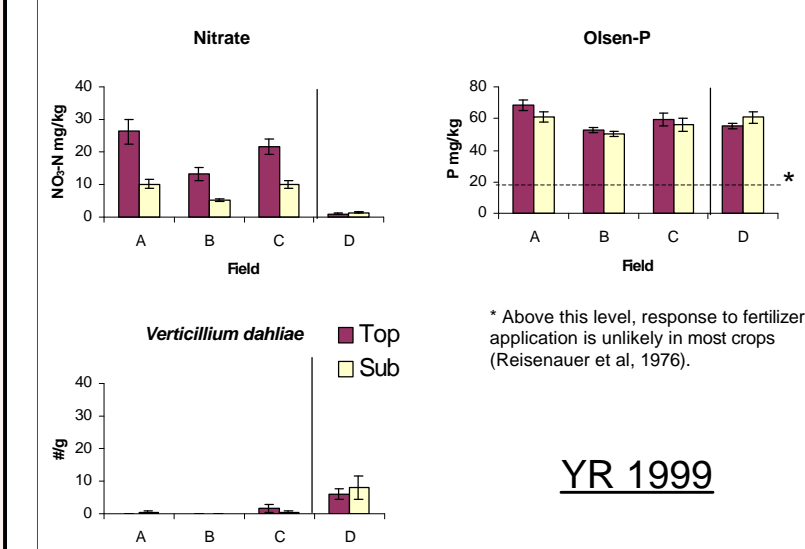 Nitrate
40
30
20
10
0
NO₃-N mg/kg
A B C D
Field
Olsen-P
80
60
40
20
0
P mg/kg
*
A B C D
Field
Verticillium dahliae
Top
Sub
40
30
20
10
0
#/g
A B C D
* Above this level, response to fertilizer
application is unlikely in most crops
(Reisenauer et al, 1976).
YR 1999